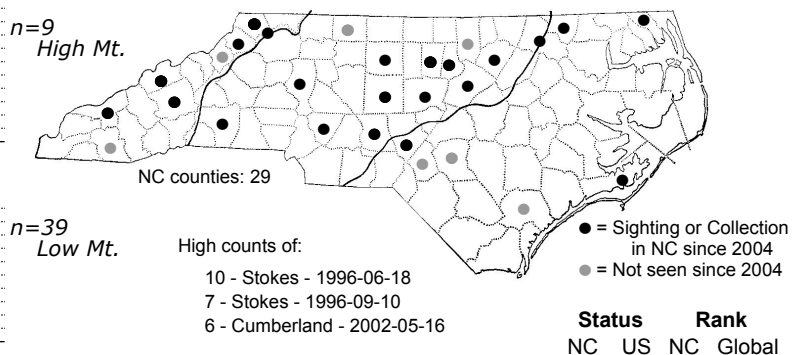 n=9
High Mt.
NC counties: 29
n=39
Low Mt.
High counts of:
10 - Stokes - 1996-06-18
7 - Stokes - 1996-09-10
6 - Cumberland - 2002-05-16
● = Sighting or Collection
in NC since 2004
● = Not seen since 2004
Status Rank
NC US NC Global